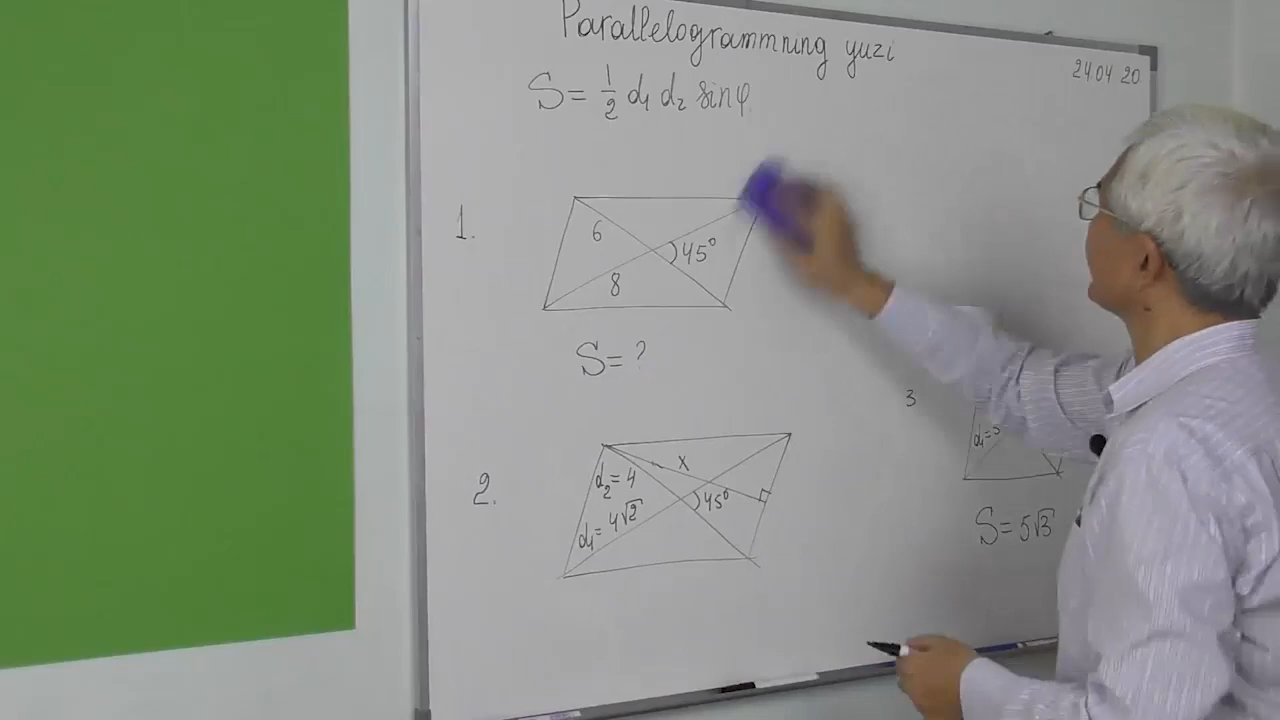 Parallelogrammning yuzi
24.04 20
S = 1/2 d₁ d₂ sinφ
1.
6
45°
8
S = ?
2.
d₂ = 4
x
45°
d₁ = 4√2
3
S = 5√3